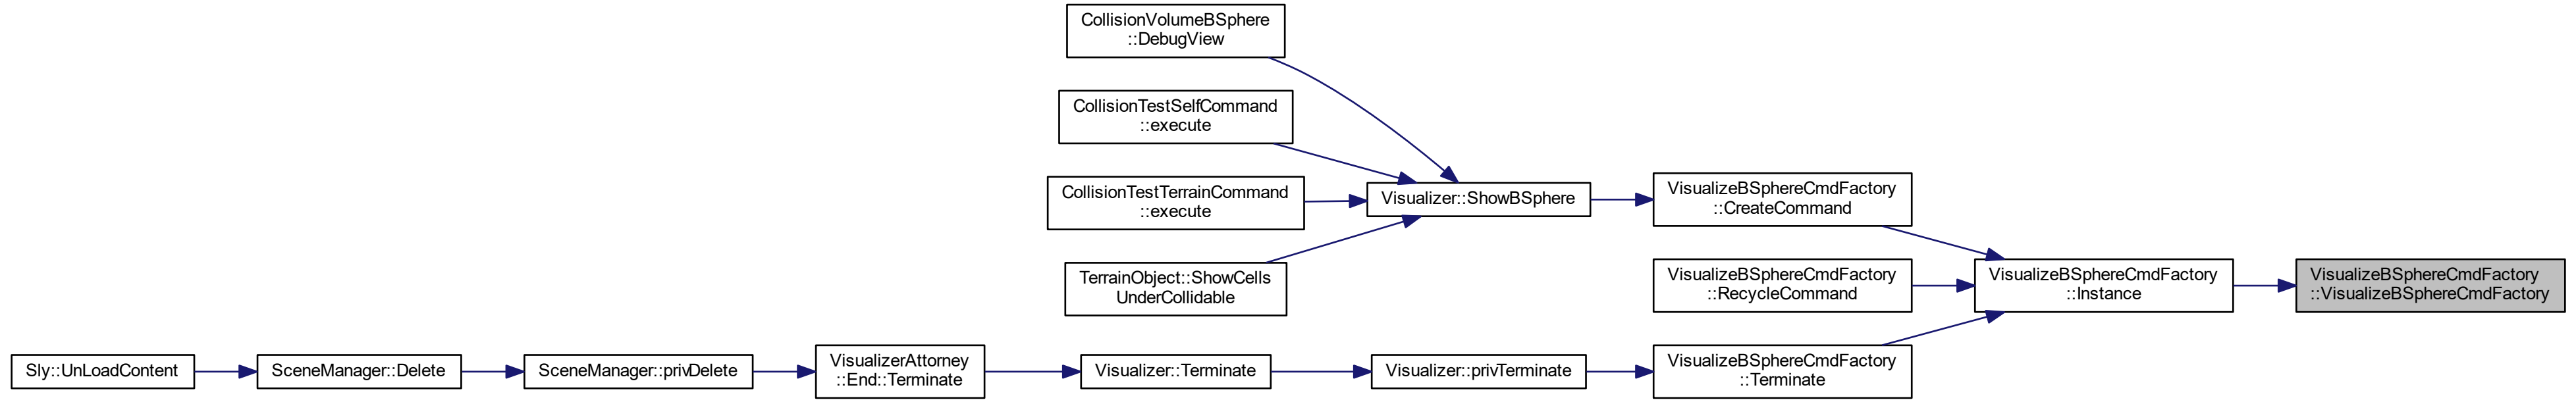 CollisionVolumeBSphere
::DebugView
CollisionTestSelfCommand
::execute
CollisionTestTerrainCommand
::execute
TerrainObject::ShowCells
UnderCollidable
Visualizer::ShowBSphere
VisualizeBSphereCmdFactory
::CreateCommand
VisualizeBSphereCmdFactory
::RecycleCommand
VisualizeBSphereCmdFactory
::Instance
VisualizeBSphereCmdFactory
::VisualizeBSphereCmdFactory
Sly::UnLoadContent
SceneManager::Delete
SceneManager::privDelete
VisualizerAttorney
::End::Terminate
Visualizer::Terminate
Visualizer::privTerminate
VisualizeBSphereCmdFactory
::Terminate